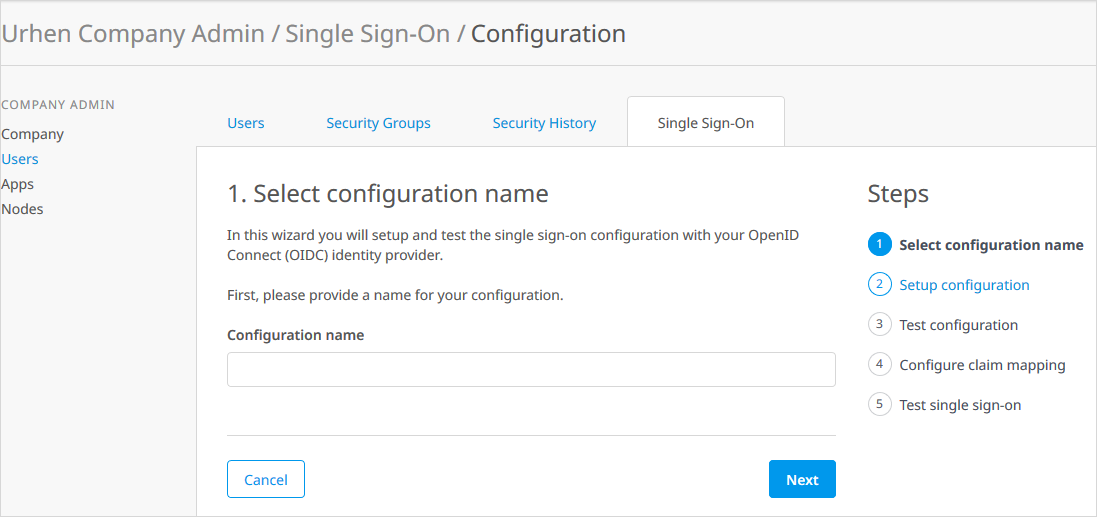 Urhen Company Admin / Single Sign-On / Configuration
COMPANY ADMIN
Company
Users
Apps
Nodes
Users
Security Groups
Security History
Single Sign-On
1. Select configuration name
In this wizard you will setup and test the single sign-on configuration with your OpenID
Connect (OIDC) identity provider.
First, please provide a name for your configuration.
Configuration name
Cancel
Next
Steps
1 Select configuration name
2 Setup configuration
3 Test configuration
4 Configure claim mapping
5 Test single sign-on